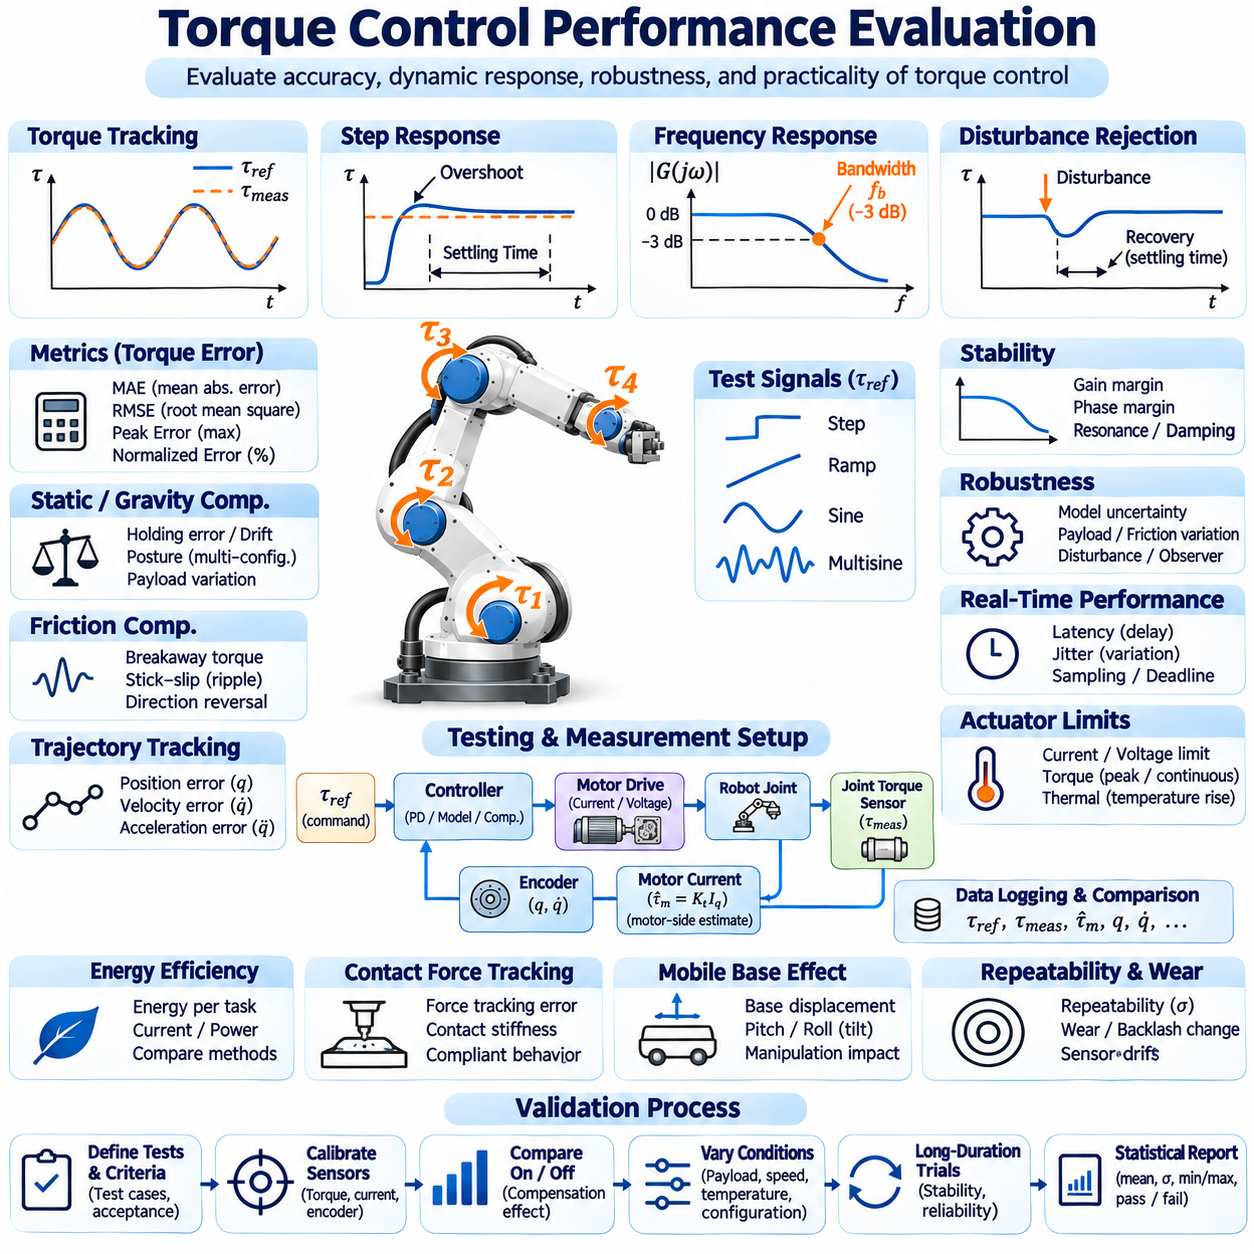 Torque Control Performance Evaluation
Evaluate accuracy, dynamic response, robustness, and practicality of torque control
Torque Tracking
τ
τref
τmeas
t
Step Response
τ
Overshoot
Settling Time
t
Frequency Response
|G(jω)|
0 dB
−3 dB
Bandwidth
fb
(−3 dB)
f
Disturbance Rejection
τ
Disturbance
Recovery
(settling time)
t
Metrics (Torque Error)
MAE (mean abs. error)
RMSE (root mean square)
Peak Error (max)
Normalized Error (%)
Static / Gravity Comp.
Holding error / Drift
Posture (multi-config.)
Payload variation
Friction Comp.
Breakaway torque
Stick-slip (ripple)
Direction reversal
Trajectory Tracking
Position error (q)
Velocity error (q̇)
Acceleration error (q̈)
τ3
τ4
τ2
τ1
Test Signals (τref)
Step
Ramp
Sine
Multisine
Stability
Gain margin
Phase margin
Resonance / Damping
Robustness
Model uncertainty
Payload / Friction variation
Disturbance / Observer
Real-Time Performance
Latency (delay)
Jitter (variation)
Sampling / Deadline
Actuator Limits
Current / Voltage limit
Torque (peak / continuous)
Thermal (temperature rise)
Testing & Measurement Setup
τref
(command)
Controller
(PD / Model / Comp.)
Motor Drive
(Current / Voltage)
Robot Joint
Joint Torque
Sensor
(τmeas)
Encoder
(q, q̇)
Motor Current
(τ̂m = KtIq)
(motor-side estimate)
Data Logging & Comparison
τref, τmeas, τ̂m, q, q̇, ...
Energy Efficiency
Energy per task
Current / Power
Compare methods
Contact Force Tracking
Force tracking error
Contact stiffness
Compliant behavior
Mobile Base Effect
Base displacement
Pitch / Roll (tilt)
Manipulation impact
Repeatability & Wear
Repeatability (σ)
Wear / Backlash change
Sensor
Validation Process
Define Tests
& Criteria
(Test cases,
acceptance)
Calibrate
Sensors
(Torque, current,
encoder)
Compare
On / Off
(Compensation
effect)
Vary Conditions
(Payload, speed,
temperature,
configuration)
Long-Duration
Trials
(Stability,
reliability)
Statistical Report
(mean, σ, min/max,
pass / fail)